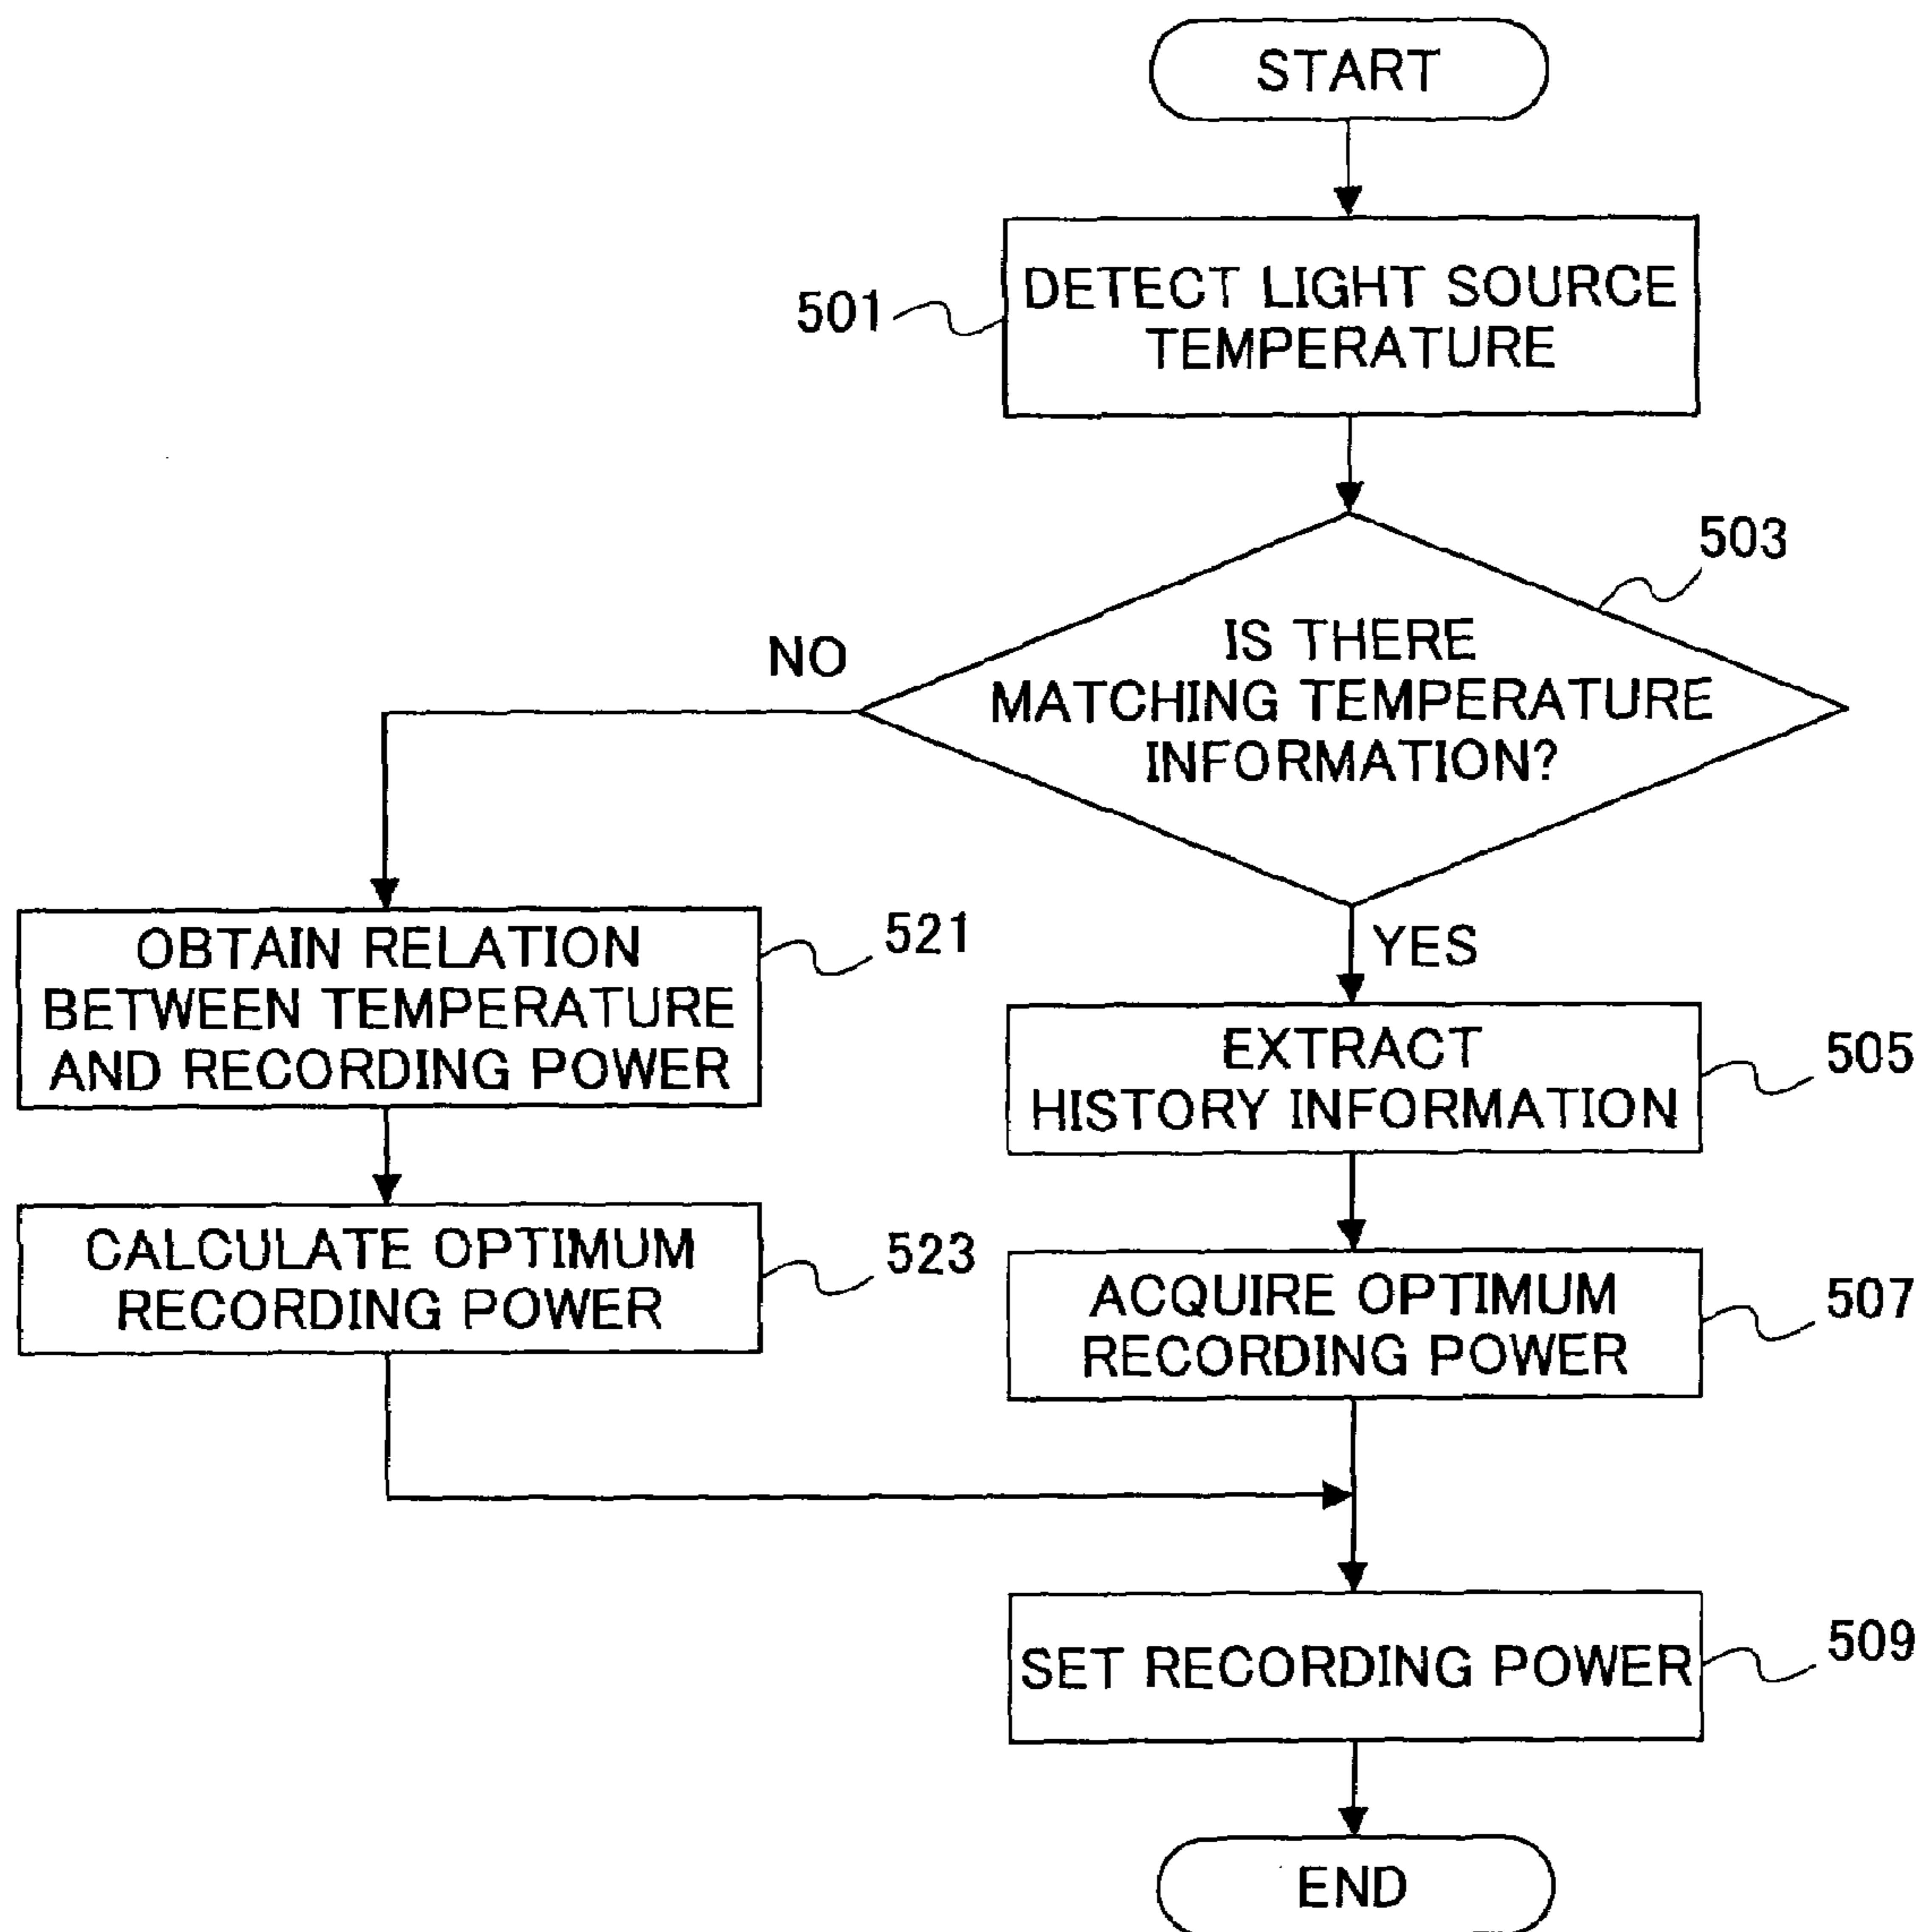 START
501
DETECT LIGHT SOURCE
TEMPERATURE
503
IS THERE
MATCHING TEMPERATURE
INFORMATION?
NO
YES
OBTAIN RELATION
BETWEEN TEMPERATURE
AND RECORDING POWER
521
EXTRACT
HISTORY INFORMATION
505
CALCULATE OPTIMUM
RECORDING POWER
523
ACQUIRE OPTIMUM
RECORDING POWER
507
SET RECORDING POWER
509
END